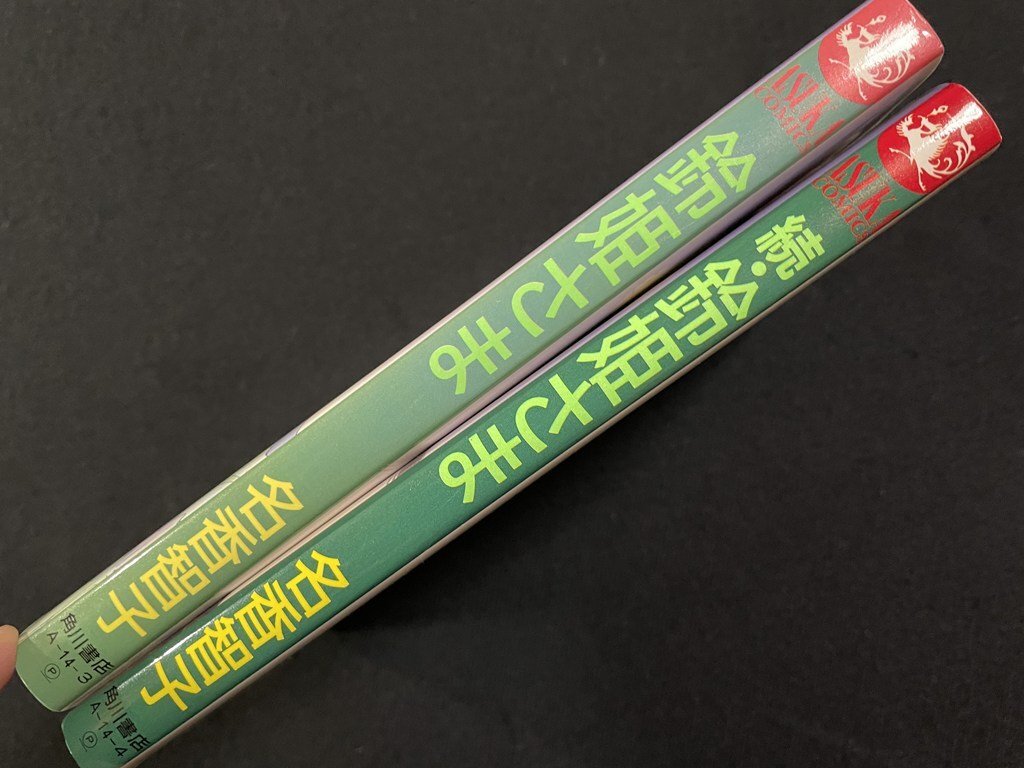 ASUKA
COMICS
鈴姫さま
名香智子
角川書店
A-14-3
Ⓟ
ASUKA
COMICS
続・鈴姫さま
名香智子
角川書店
A-14-4
Ⓟ